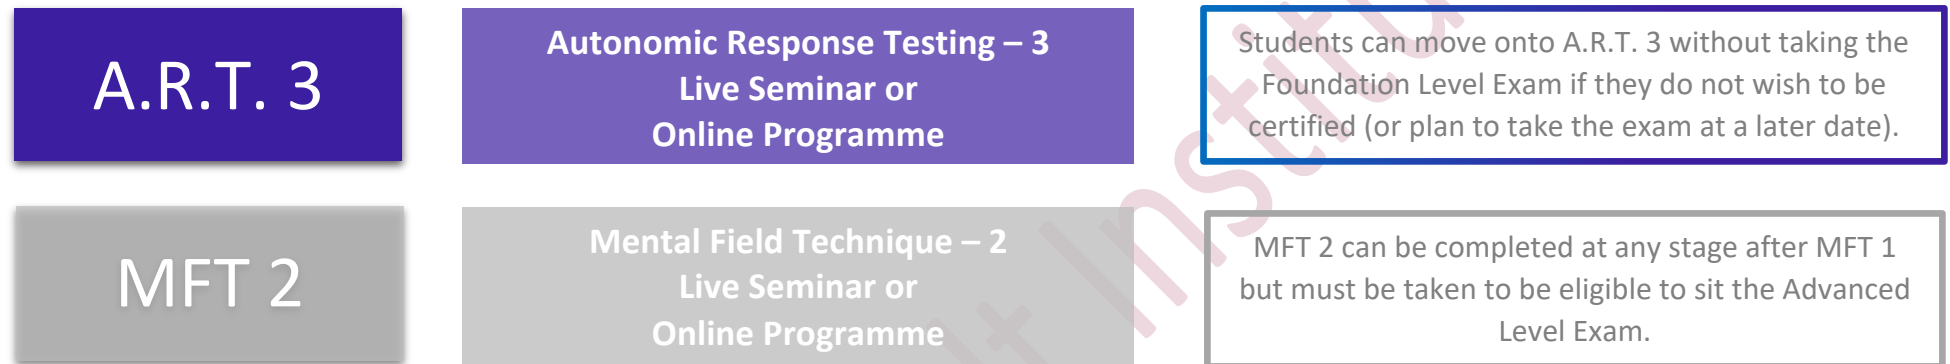 A.R.T. 3
Autonomic Response Testing – 3
Live Seminar or
Online Programme
Students can move onto A.R.T. 3 without taking the
Foundation Level Exam if they do not wish to be
certified (or plan to take the exam at a later date).
MFT 2
Mental Field Technique – 2
Live Seminar or
Online Programme
MFT 2 can be completed at any stage after MFT 1
but must be taken to be eligible to sit the Advanced
Level Exam.